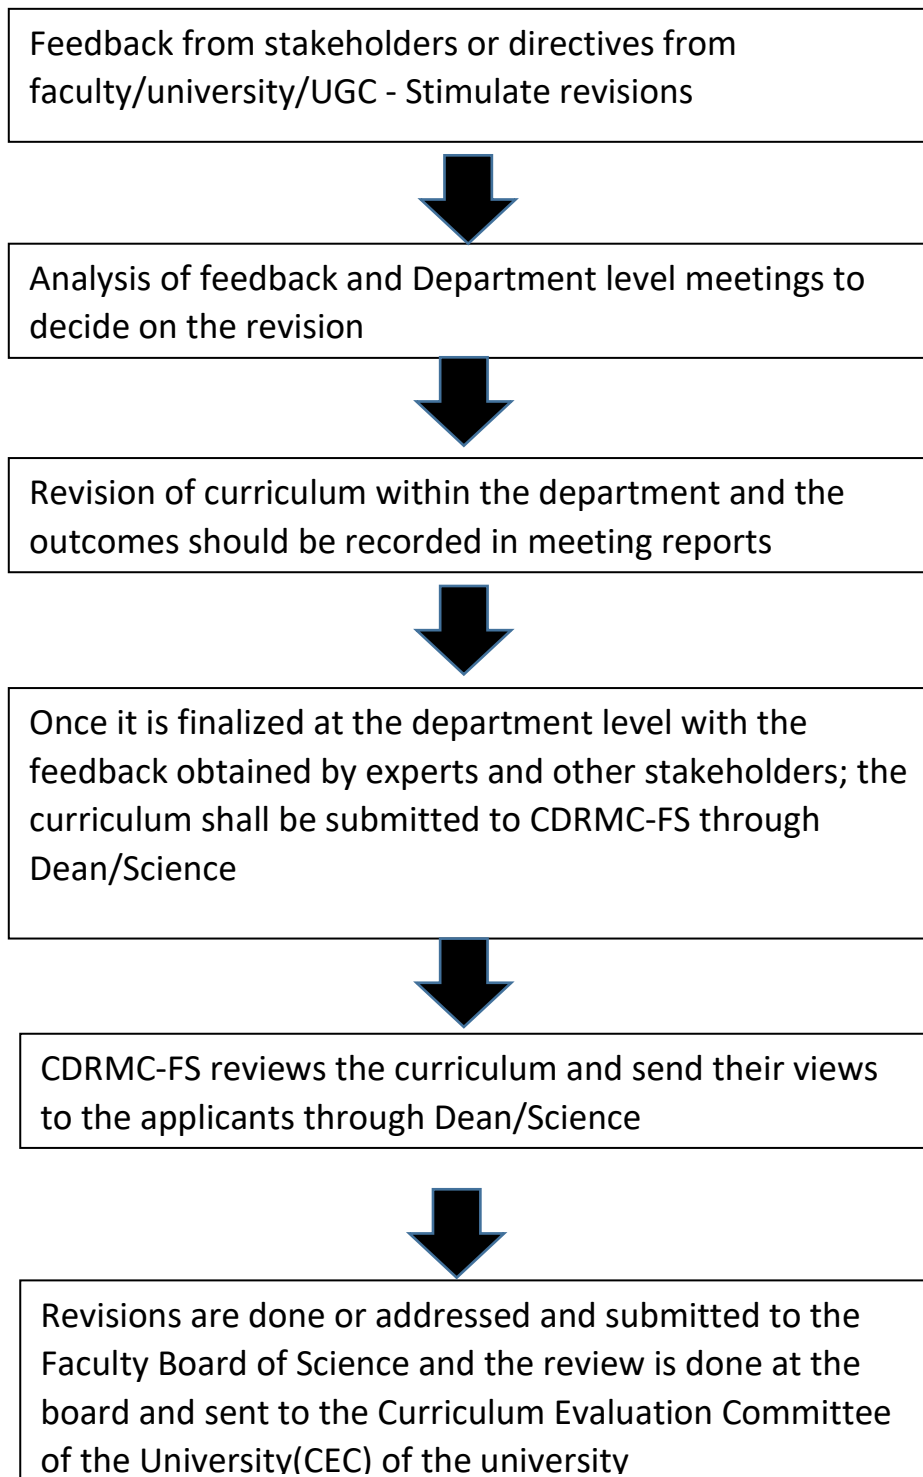 Feedback from stakeholders or directives from
faculty/university/UGC - Stimulate revisions
Analysis of feedback and Department level meetings to
decide on the revision
Revision of curriculum within the department and the
outcomes should be recorded in meeting reports
Once it is finalized at the department level with the
feedback obtained by experts and other stakeholders; the
curriculum shall be submitted to CDRMC-FS through
Dean/Science
CDRMC-FS reviews the curriculum and send their views
to the applicants through Dean/Science
Revisions are done or addressed and submitted to the
Faculty Board of Science and the review is done at the
board and sent to the Curriculum Evaluation Committee
of the University(CEC) of the university